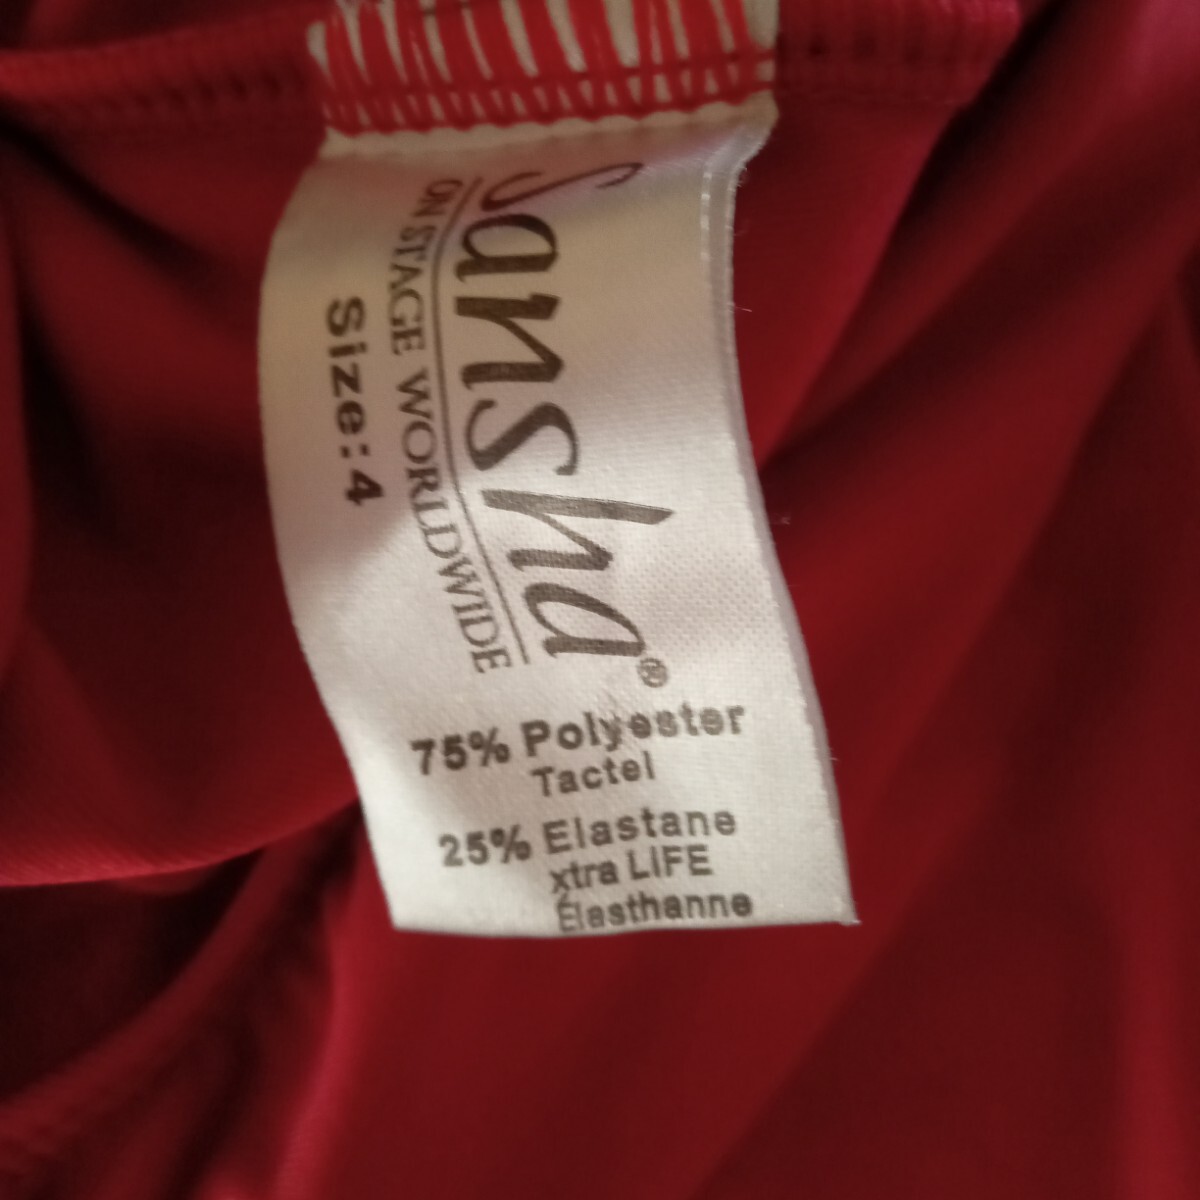 Sansha®
ON STAGE WORLDWIDE
Size:4
75% Polyester
Tactel
25% Elastane
xtra LIFE
Élasthanne